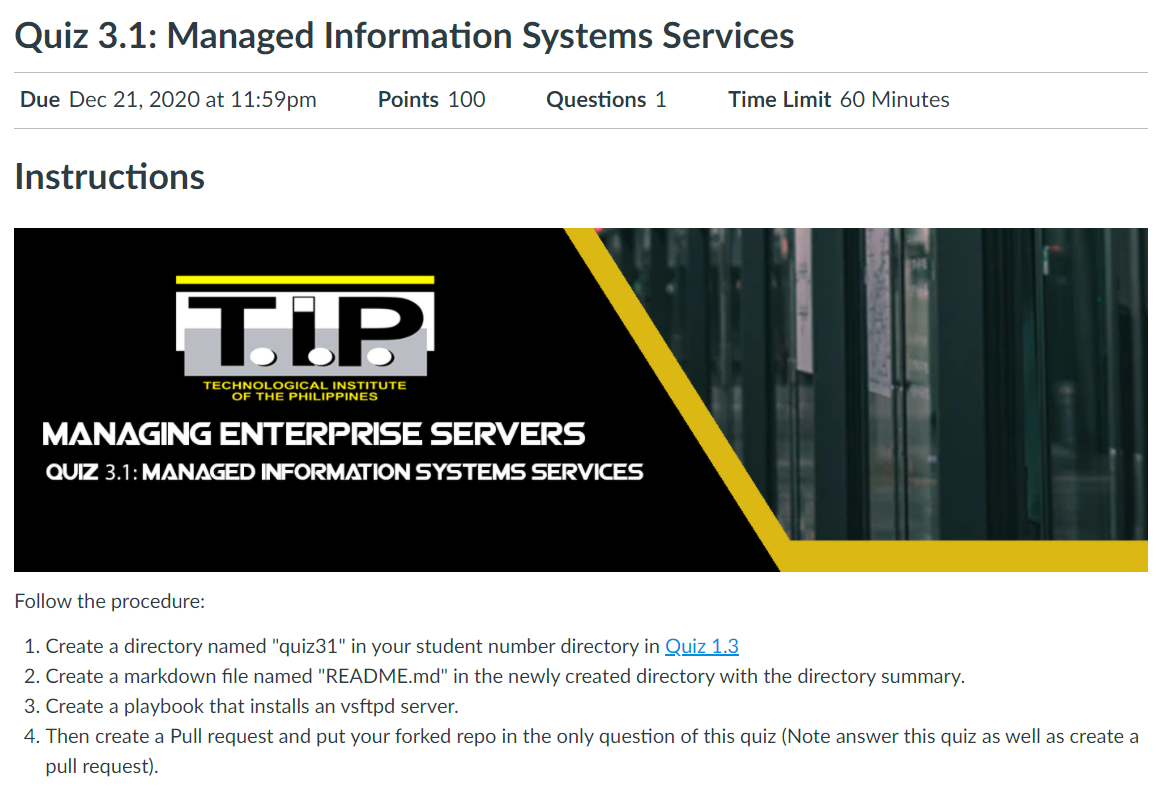 Quiz 3.1: Managed Information Systems Services
Due Dec 21, 2020 at 11:59pm Points 100 Questions 1 Time Limit 60 Minutes
Instructions
T.I.P.
TECHNOLOGICAL INSTITUTE
OF THE PHILIPPINES
MANAGING ENTERPRISE SERVERS
QUIZ 3.1: MANAGED INFORMATION SYSTEMS SERVICES
Follow the procedure:
1. Create a directory named "quiz31" in your student number directory in Quiz 1.3
2. Create a markdown file named "README.md" in the newly created directory with the directory summary.
3. Create a playbook that installs an vsftpd server.
4. Then create a Pull request and put your forked repo in the only question of this quiz (Note answer this quiz as well as create a
pull request).